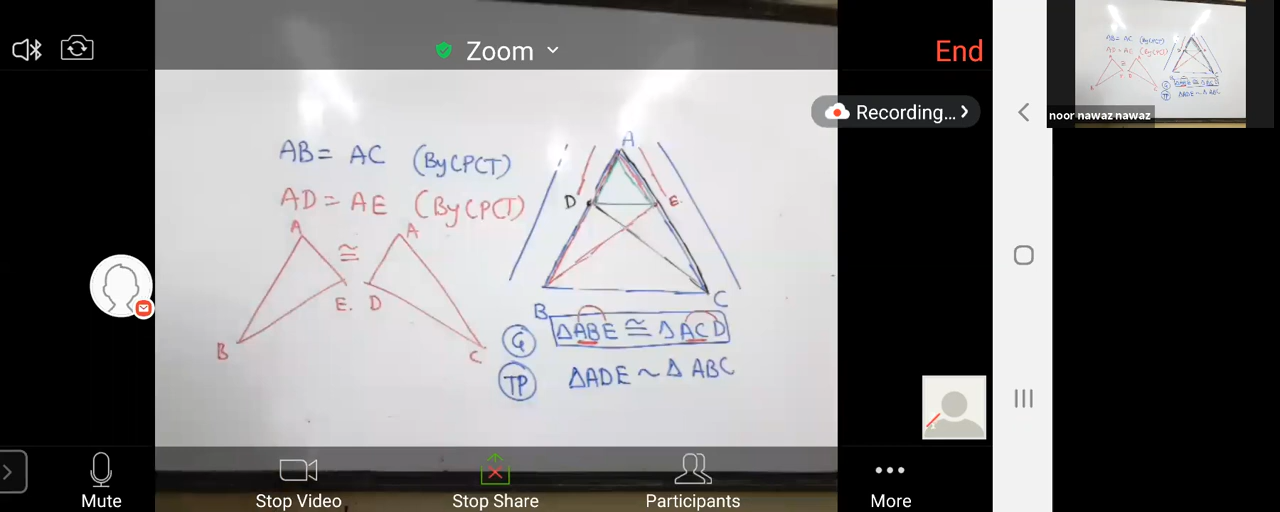 Zoom
End
Recording...
AB = AC (By CPCT)
AD = AE (By CPCT)
A
A
≅
E.
D
B
C
A
D
E.
B
C
G
ΔABE ≅ ΔACD
TP
ΔADE ~ Δ ABC
Mute
Stop Video
Stop Share
Participants
More
noor nawaz nawaz